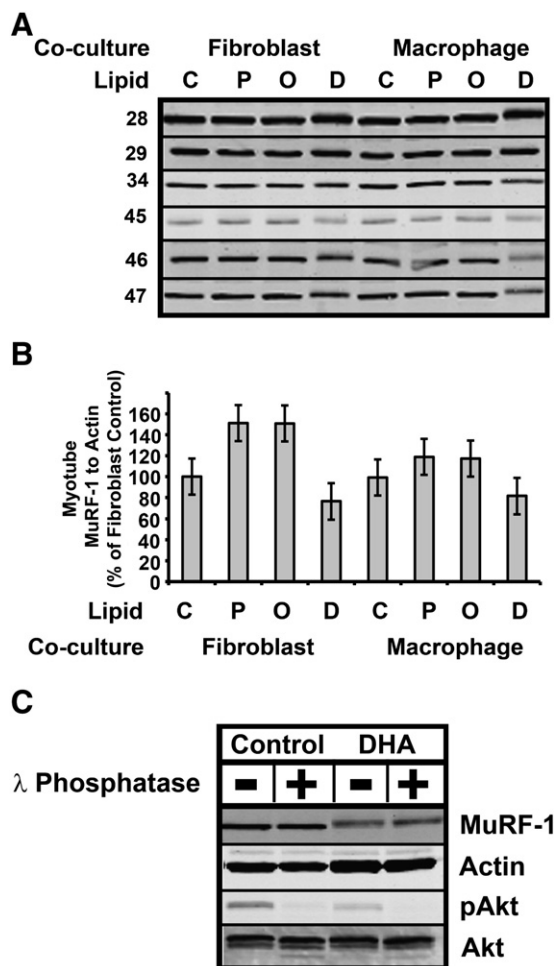 A
Co-culture Fibroblast Macrophage
Lipid C P O D C P O D
28
29
34
45
46
47
B
Myotube
MuRF-1 to Actin
(% of Fibroblast Control)
160
140
120
100
80
60
40
20
0
Lipid C P O D C P O D
Co-culture Fibroblast Macrophage
C
Control DHA
λ Phosphatase - + - +
MuRF-1
Actin
pAkt
Akt